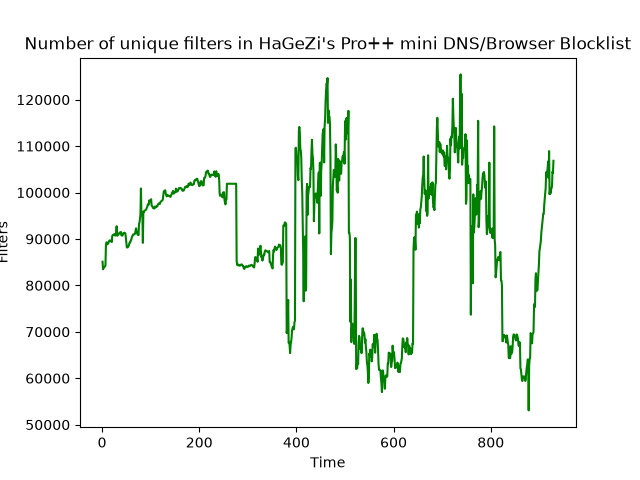 Number of unique filters in HaGeZi's Pro++ mini DNS/Browser Blocklist
120000
110000
100000
90000
80000
70000
60000
50000
Filters
0 200 400 600 800
Time